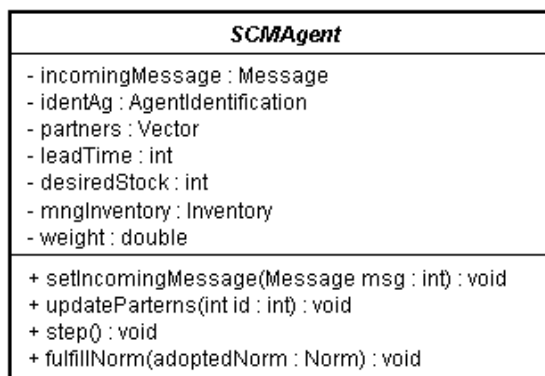 SCMAgent
- incomingMessage : Message
- identAg : AgentIdentification
- partners : Vector
- leadTime : int
- desiredStock : int
- mngInventory : Inventory
- weight : double
+ setIncomingMessage(Message msg : int) : void
+ updateParterns(int id : int) : void
+ step() : void
+ fulfillNorm(adoptedNorm : Norm) : void